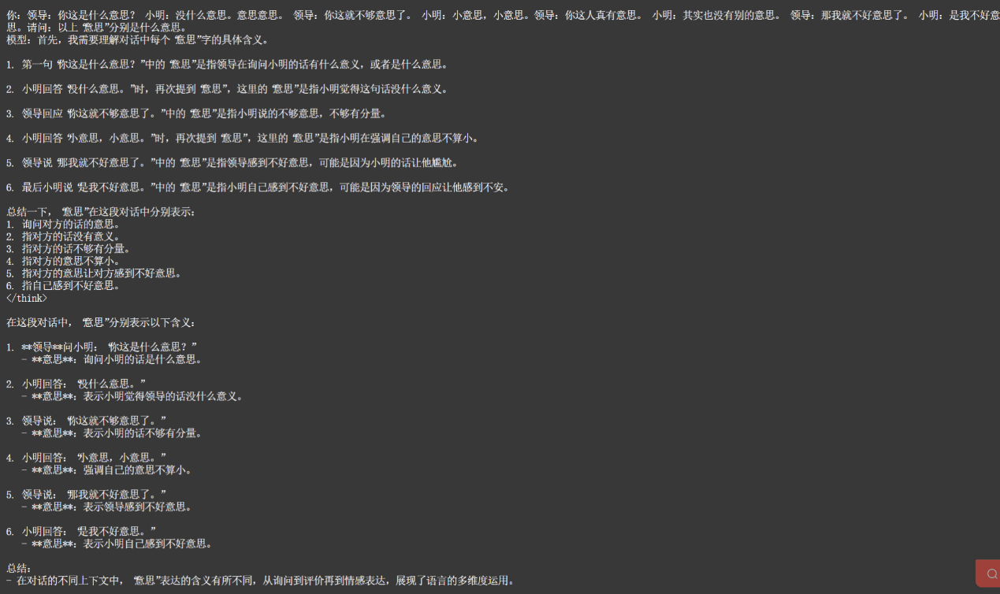 你：领导：你这是什么意思？ 小明：没什么意思。意思意思。 领导：你这就不够意思了。 小明：小意思，小意思。领导：你这人真有意思。 小明：其实也没有别的意思。 领导：那我就不好意思了。 小明：是我不好意
思。请问：以上“意思”分别是什么意思。
模型：首先，我需要理解对话中每个“意思”字的具体含义。
1. 第一句“你这是什么意思？”中的“意思”是指领导在询问小明的话有什么意义，或者是什么意思。
2. 小明回答“没什么意思。”时，再次提到“意思”，这里的“意思”是指小明觉得这句话没什么意义。
3. 领导回应“你这就不够意思了。”中的“意思”是指小明说的不够意思，不够有分量。
4. 小明回答“小意思，小意思。”时，再次提到“意思”，这里的“意思”是指小明在强调自己的意思不算小。
5. 领导说“那我就不好意思了。”中的“意思”是指领导感到不好意思，可能是因为小明的话让他尴尬。
6. 最后小明说“是我不好意思。”中的“意思”是指小明自己感到不好意思，可能是因为领导的回应让他感到不安。
总结一下，“意思”在这段对话中分别表示：
1. 询问对方的话的意思。
2. 指对方的话没有意义。
3. 指对方的话不够有分量。
4. 指对方的意思不算小。
5. 指对方的意思让对方感到不好意思。
6. 指自己感到不好意思。
</think>
在这段对话中，“意思”分别表示以下含义：
1. **领导**问小明：“你这是什么意思？”
- **意思**：询问小明的话是什么意思。
2. 小明回答：“没什么意思。”
- **意思**：表示小明觉得领导的话没什么意义。
3. 领导说：“你这就不够意思了。”
- **意思**：表示小明的话不够有分量。
4. 小明回答：“小意思，小意思。”
- **意思**：强调自己的意思不算小。
5. 领导说：“那我就不好意思了。”
- **意思**：表示领导感到不好意思。
6. 小明回答：“是我不好意思。”
- **意思**：表示小明自己感到不好意思。
总结：
- 在对话的不同上下文中，“意思”表达的含义有所不同，从询问到评价再到情感表达，展现了语言的多维度运用。